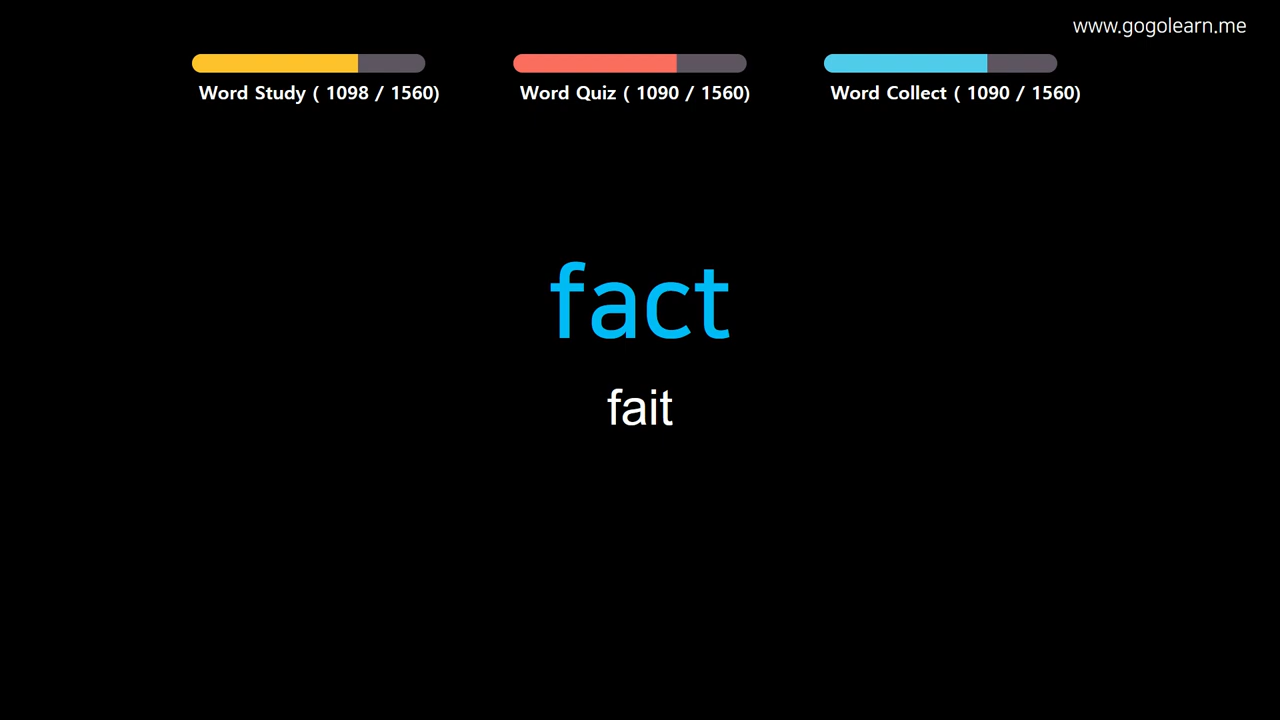 www.gogolearn.me
Word Study ( 1098 / 1560)
Word Quiz ( 1090 / 1560)
Word Collect ( 1090 / 1560)
fact
fait